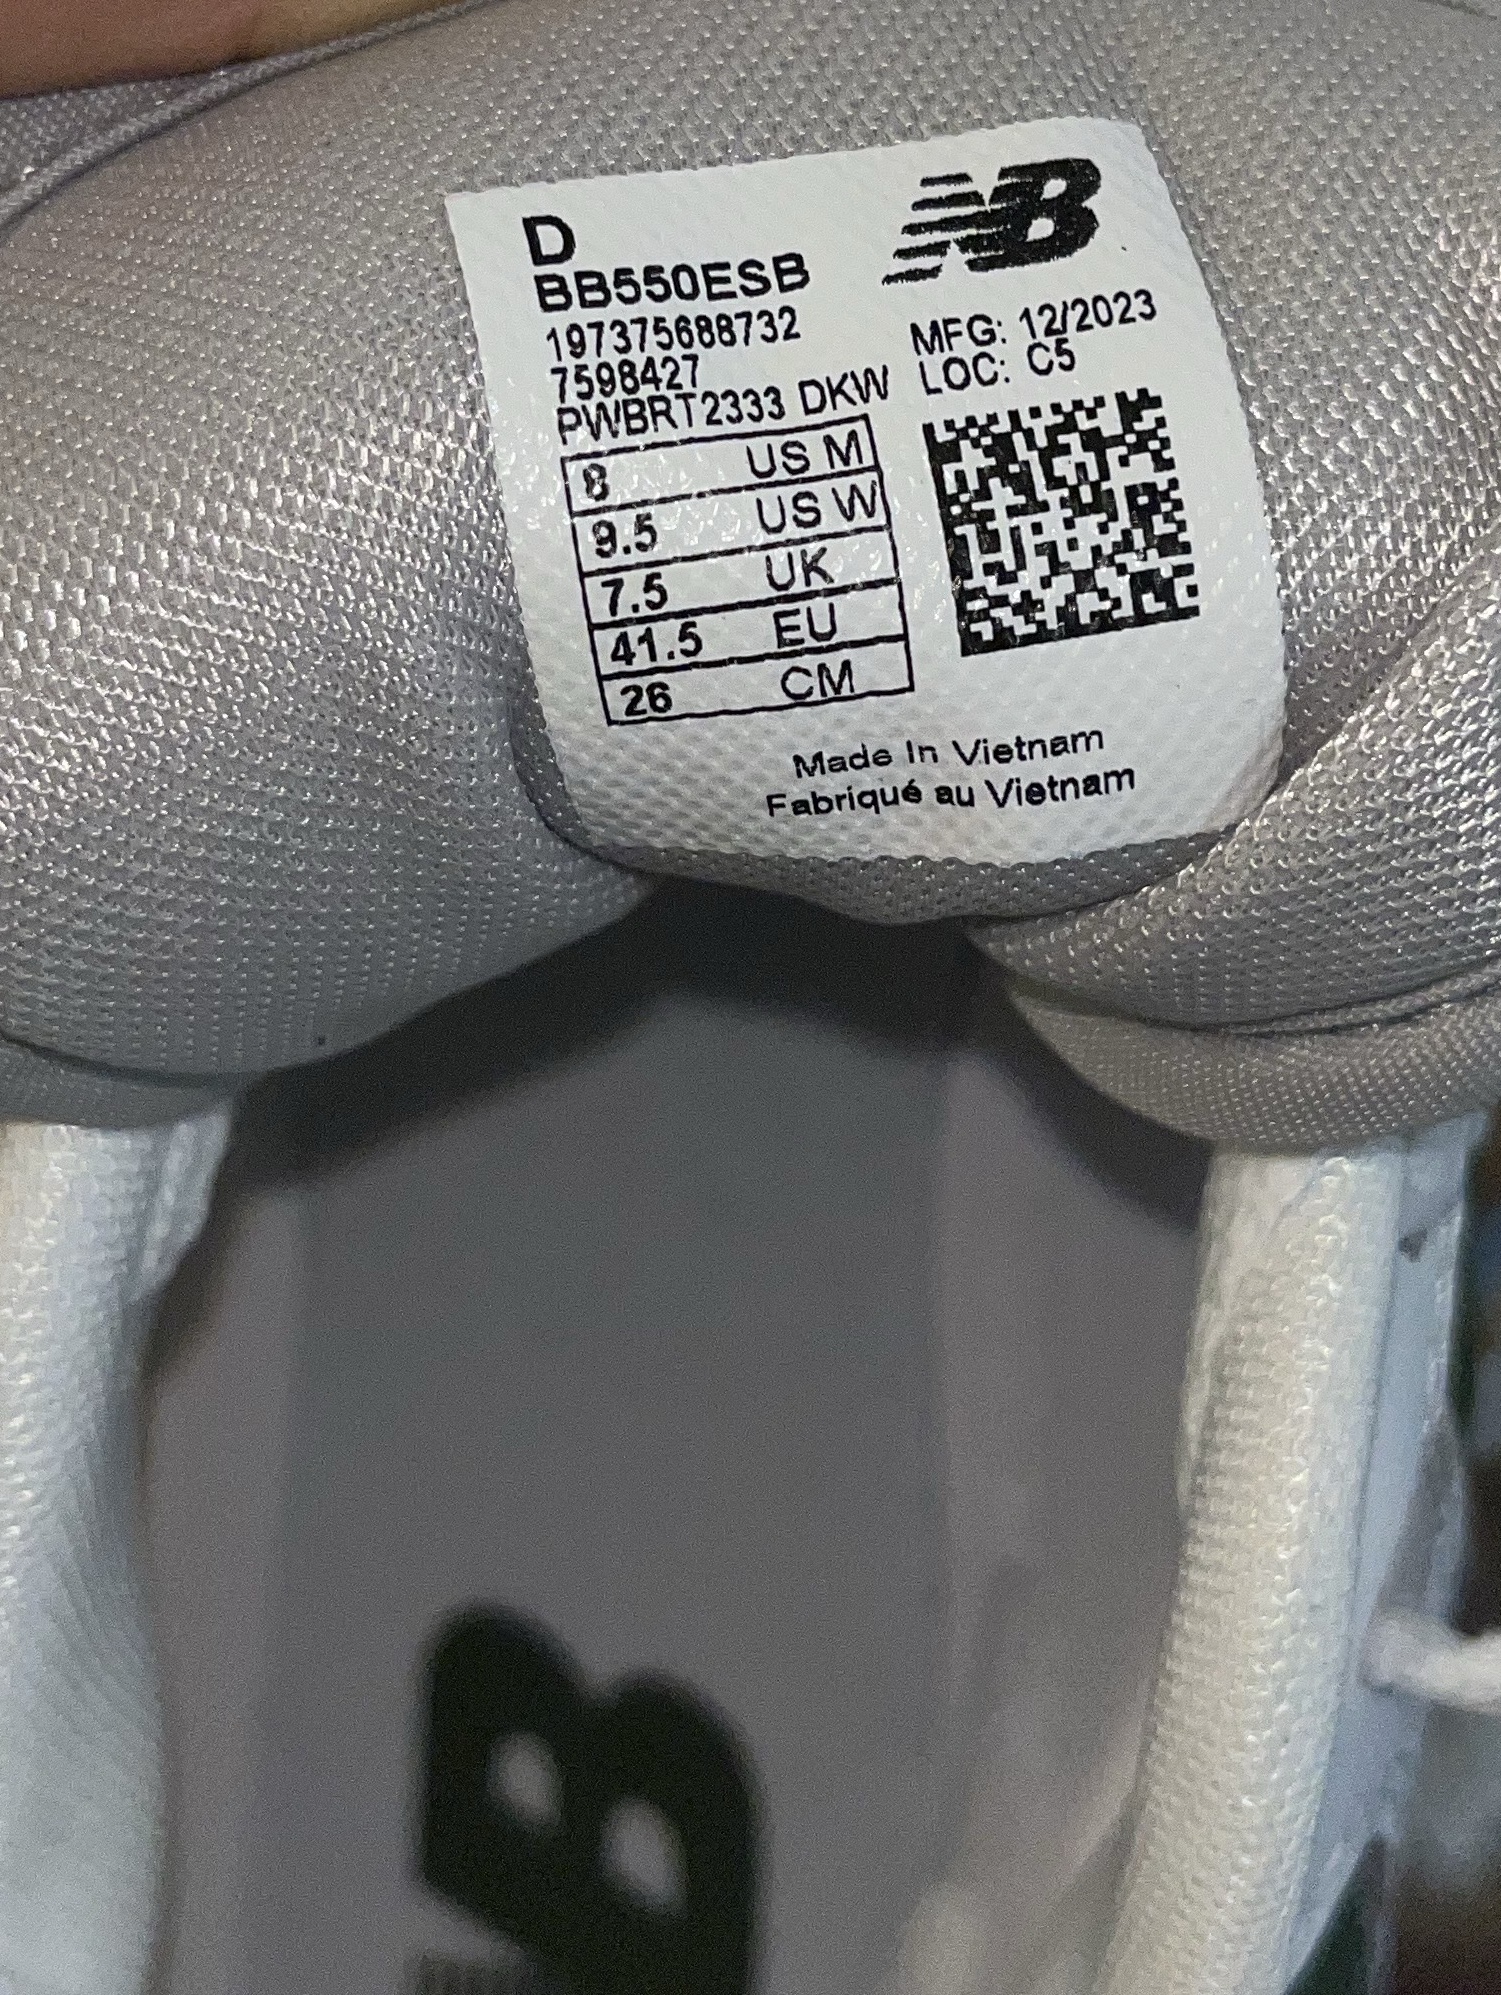 D
BB550ESB
197375688732
7598427
PWBRT2333 DKW
8 US M
9.5 US W
7.5 UK
41.5 EU
26 CM
NB
MFG: 12/2023
LOC: C5
Made In Vietnam
Fabriqué au Vietnam